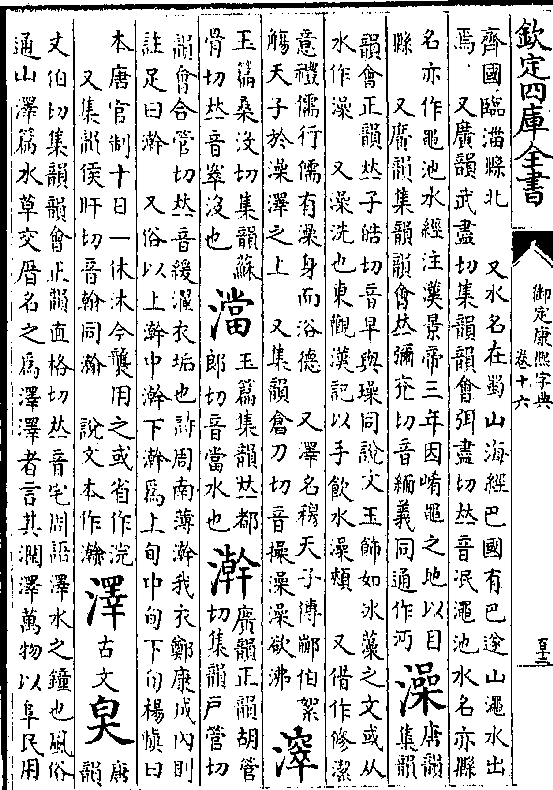 欽定四庫全書
御定康熙字典
卷十六
齊國臨淄縣北　又水名在蜀山海經巴國有巴遂山澠水出
焉　又廣韻武盡切集韻韻會弭盡切𠀤音泯澠池水名亦縣
名亦作黽池水經注漢景帝三年因崤黽之地以目
縣　又廣韻集韻韻會𠀤彌兖切音緬義同通作沔
澡
唐韻
集韻
韻會正韻𠀤子皓切音早與璪同說文玉飾如水藻之文或从
水作澡　又澡洗也東觀漢記以手飲水澡頰　又借作修潔
意禮儒行儒有澡身而浴德　又澤名穆天子傳伯絮
觴天子於澡澤之上　又集韻倉刀切音操澡澡欲沸
玉篇桑没切集韻蘇
骨切𠀤音窣沒也
澢
玉篇集韻𠀤都
郎切音當水也
澣
廣韻正韻胡管
切集韻戸管切
韻會合管切𠀤音緩濯衣垢也詩周南薄澣我衣鄭康成內則
註足曰澣　又俗以上澣中澣下澣爲上旬中旬下旬楊慎曰
本唐官制十日一休沐今襲用之或省作浣
又集韻侯旰切音翰同瀚　說文本作
澤
古文
㚖
唐
韻
丈伯切集韻韻會正韻直格切𠀤音宅周語澤水之鐘也風俗
通山澤篇水草交厝名之爲澤澤者言其潤澤萬物以阜民用